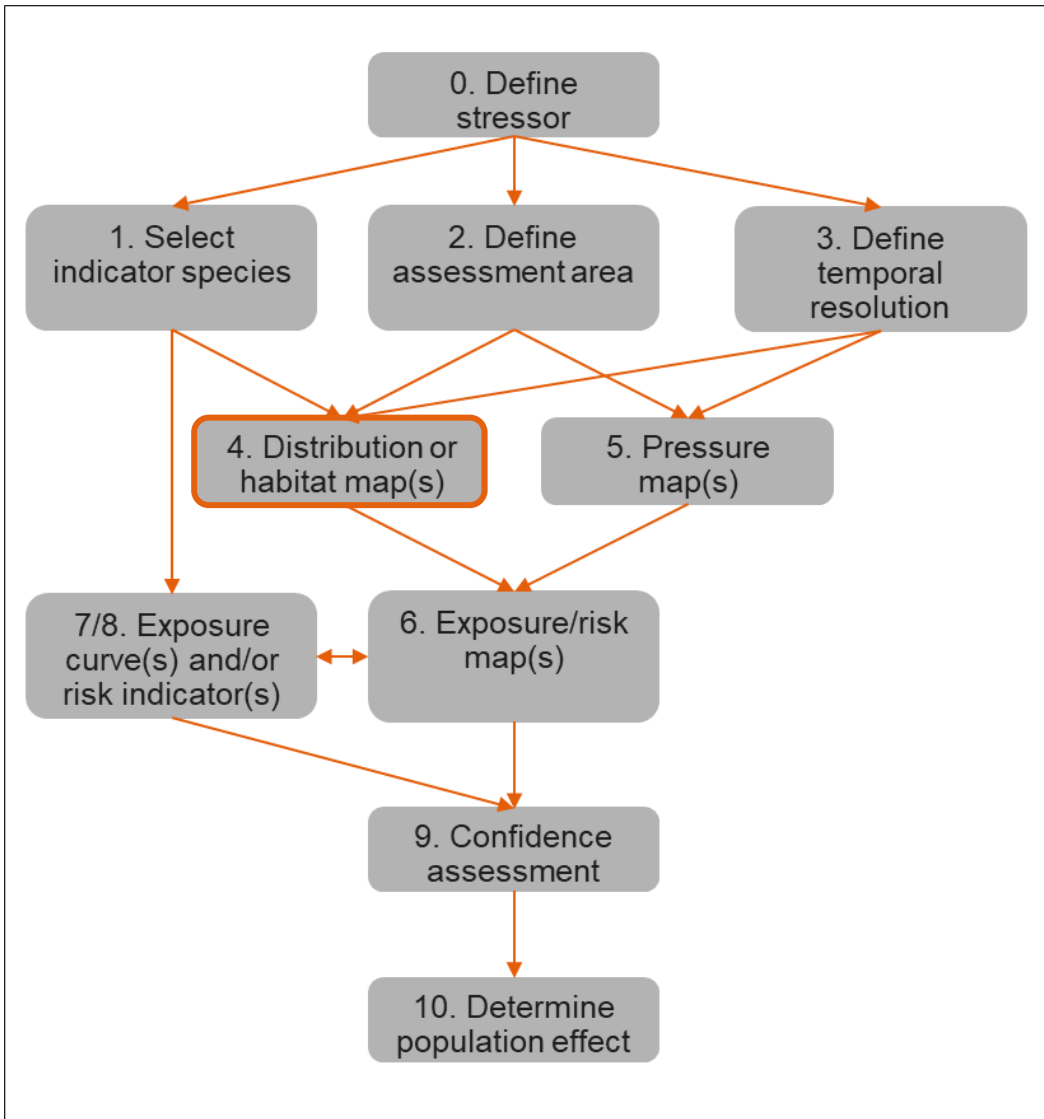 0. Define
stressor
1. Select
indicator species
2. Define
assessment area
3. Define
temporal
resolution
4. Distribution or
habitat map(s)
5. Pressure
map(s)
7/8. Exposure
curve(s) and/or
risk indicator(s)
6. Exposure/risk
map(s)
9. Confidence
assessment
10. Determine
population effect